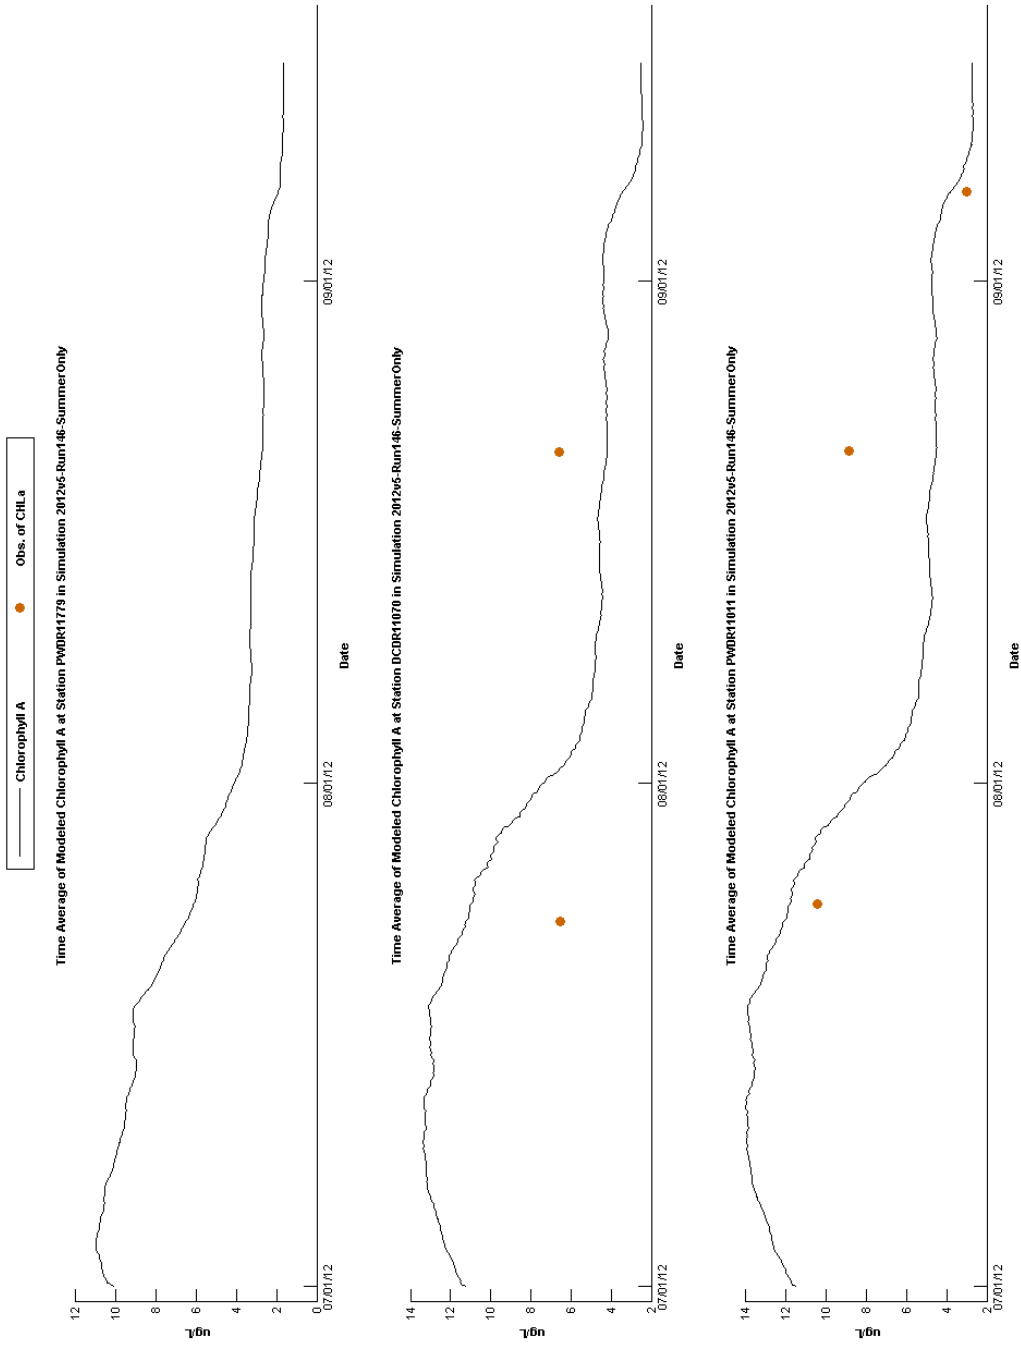 Chlorophyll A
Obs. of CHLa
Time Average of Modeled Chlorophyll A at Station PWDR11779 in Simulation 2012v5-Run146-SummerOnly
ug/L
12
10
8
6
4
2
0
07/01/12
08/01/12
09/01/12
Date
Time Average of Modeled Chlorophyll A at Station DCDR11070 in Simulation 2012v5-Run146-SummerOnly
ug/L
14
12
10
8
6
4
2
07/01/12
08/01/12
09/01/12
Date
Time Average of Modeled Chlorophyll A at Station PWDR11011 in Simulation 2012v5-Run146-SummerOnly
ug/L
14
12
10
8
6
4
2
07/01/12
08/01/12
09/01/12
Date